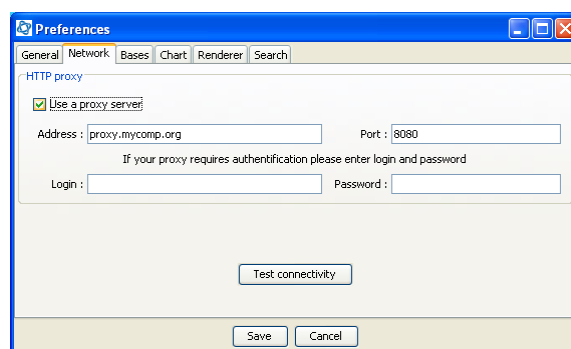 Preferences
General Network Bases Chart Renderer Search
HTTP proxy
Use a proxy server
Address : proxy.mycomp.org Port : 8080
If your proxy requires authentification please enter login and password
Login : Password :
Test connectivity
Save Cancel